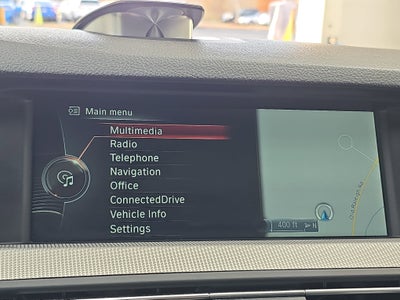 Main menu
Multimedia
Radio
Telephone
Navigation
Office
ConnectedDrive
Vehicle Info
Settings
400 ft
N